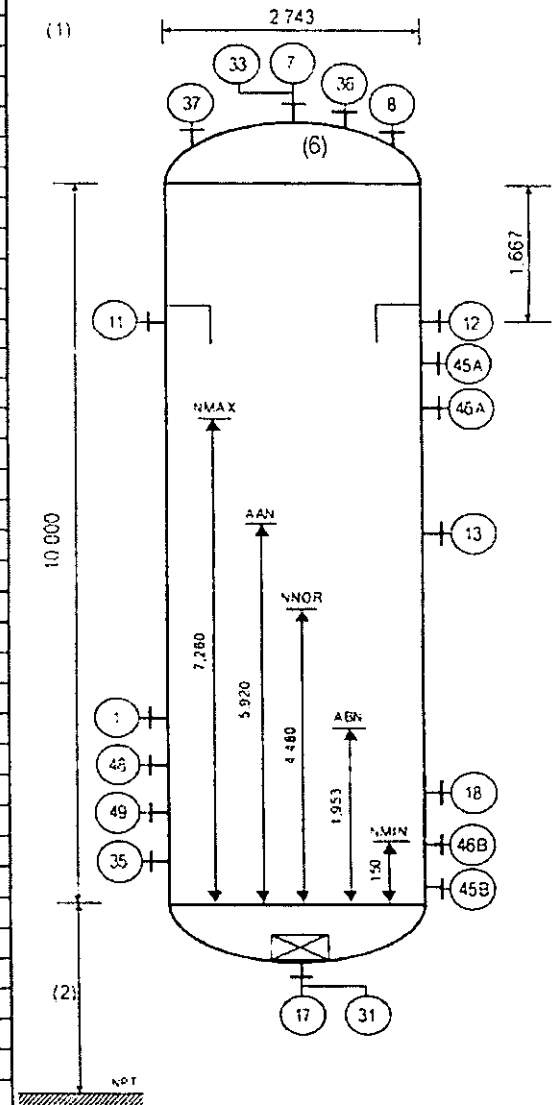 (1)
2.743
33
7
36
37
8
(6)
1.667
11
12
45A
46A
NMAX
AAN
13
10.000
NNOR
7,260
5.920
4.480
1
ABN
48
1,953
18
49
NMIN
150
46B
35
45B
(2)
17
31
NPT